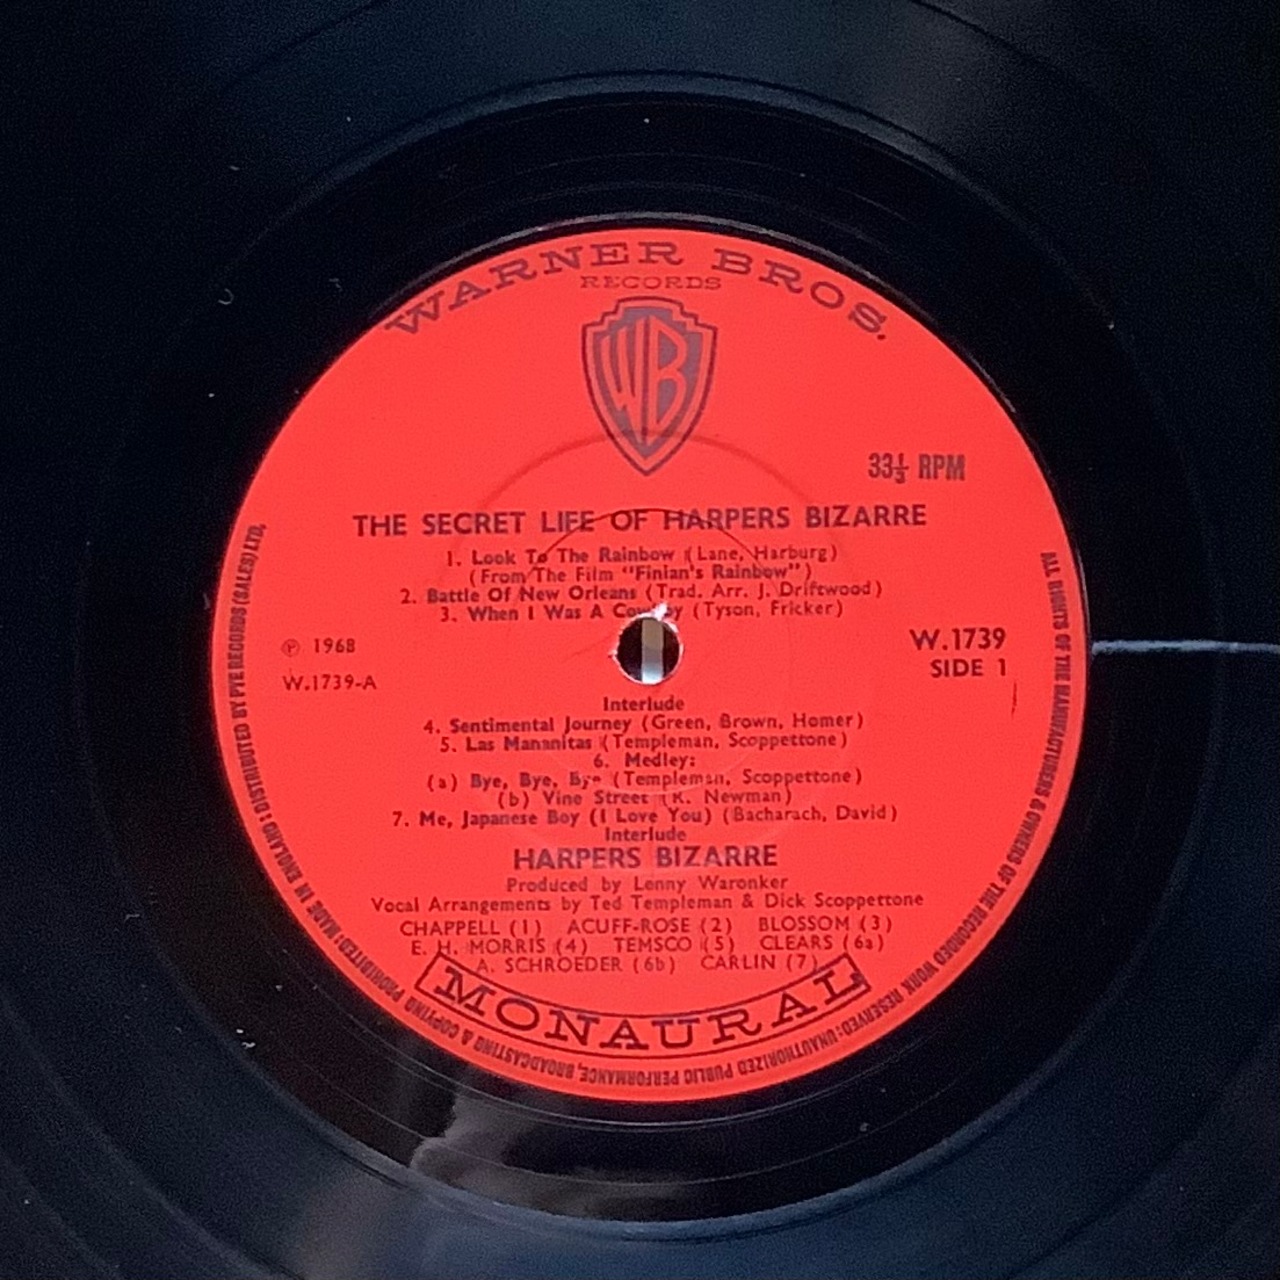 WARNER BROS.
RECORDS
WB
33⅓ RPM
THE SECRET LIFE OF HARPERS BIZARRE
1. Look To The Rainbow (Lane, Harburg)
(From The Film "Finian's Rainbow")
2. Battle Of New Orleans (Trad. Arr. J. Driftwood)
3. When I Was A Cowboy (Tyson, Fricker)
℗ 1968
W.1739-A
W.1739
SIDE 1
Interlude
4. Sentimental Journey (Green, Brown, Homer)
5. Las Mananitas (Templeman, Scoppettone)
6. Medley:
(a) Bye, Bye, Bye (Templeman, Scoppettone)
(b) Vine Street (R. Newman)
7. Me, Japanese Boy (I Love You) (Bacharach, David)
Interlude
HARPERS BIZARRE
Produced by Lenny Waronker
Vocal Arrangements by Ted Templeman & Dick Scoppettone
CHAPPELL (1) ACUFF-ROSE (2) BLOSSOM (3)
E. H. MORRIS (4) TEMSCO (5) CLEARS (6a)
A. SCHROEDER (6b) CARLIN (7)
MONAURAL
ALL RIGHTS OF THE MANUFACTURERS & OWNERS OF THE RECORDED WORK RESERVED: UNAUTHORIZED PUBLIC PERFORMANCE, BROADCASTING & COPYING PROHIBITED: MADE IN ENGLAND: DISTRIBUTED BY PYE RECORDS (SALES) LTD.